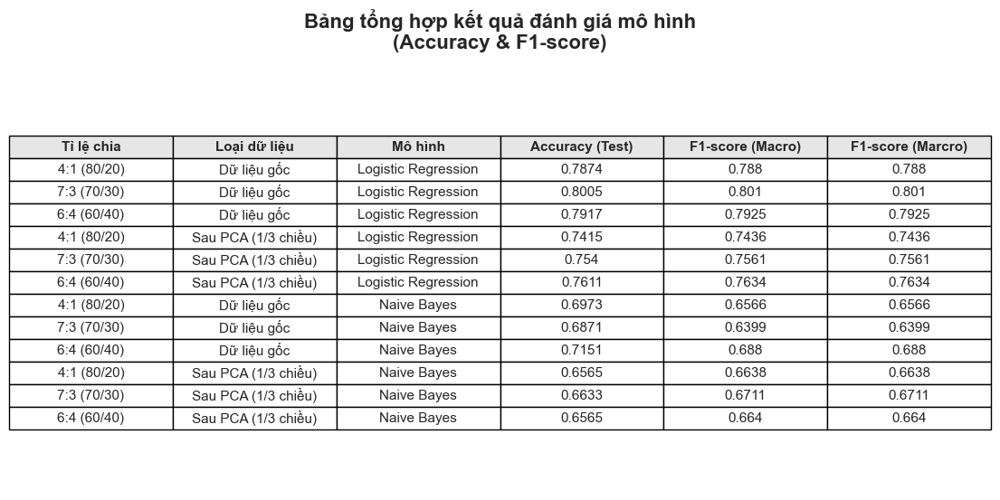 Bảng tổng hợp kết quả đánh giá mô hình
(Accuracy & F1-score)
Tỉ lệ chia Loại dữ liệu Mô hình Accuracy (Test) F1-score (Macro) F1-score (Marcro)
4:1 (80/20) Dữ liệu gốc Logistic Regression 0.7874 0.788 0.788
7:3 (70/30) Dữ liệu gốc Logistic Regression 0.8005 0.801 0.801
6:4 (60/40) Dữ liệu gốc Logistic Regression 0.7917 0.7925 0.7925
4:1 (80/20) Sau PCA (1/3 chiều) Logistic Regression 0.7415 0.7436 0.7436
7:3 (70/30) Sau PCA (1/3 chiều) Logistic Regression 0.754 0.7561 0.7561
6:4 (60/40) Sau PCA (1/3 chiều) Logistic Regression 0.7611 0.7634 0.7634
4:1 (80/20) Dữ liệu gốc Naive Bayes 0.6973 0.6566 0.6566
7:3 (70/30) Dữ liệu gốc Naive Bayes 0.6871 0.6399 0.6399
6:4 (60/40) Dữ liệu gốc Naive Bayes 0.7151 0.688 0.688
4:1 (80/20) Sau PCA (1/3 chiều) Naive Bayes 0.6565 0.6638 0.6638
7:3 (70/30) Sau PCA (1/3 chiều) Naive Bayes 0.6633 0.6711 0.6711
6:4 (60/40) Sau PCA (1/3 chiều) Naive Bayes 0.6565 0.664 0.664